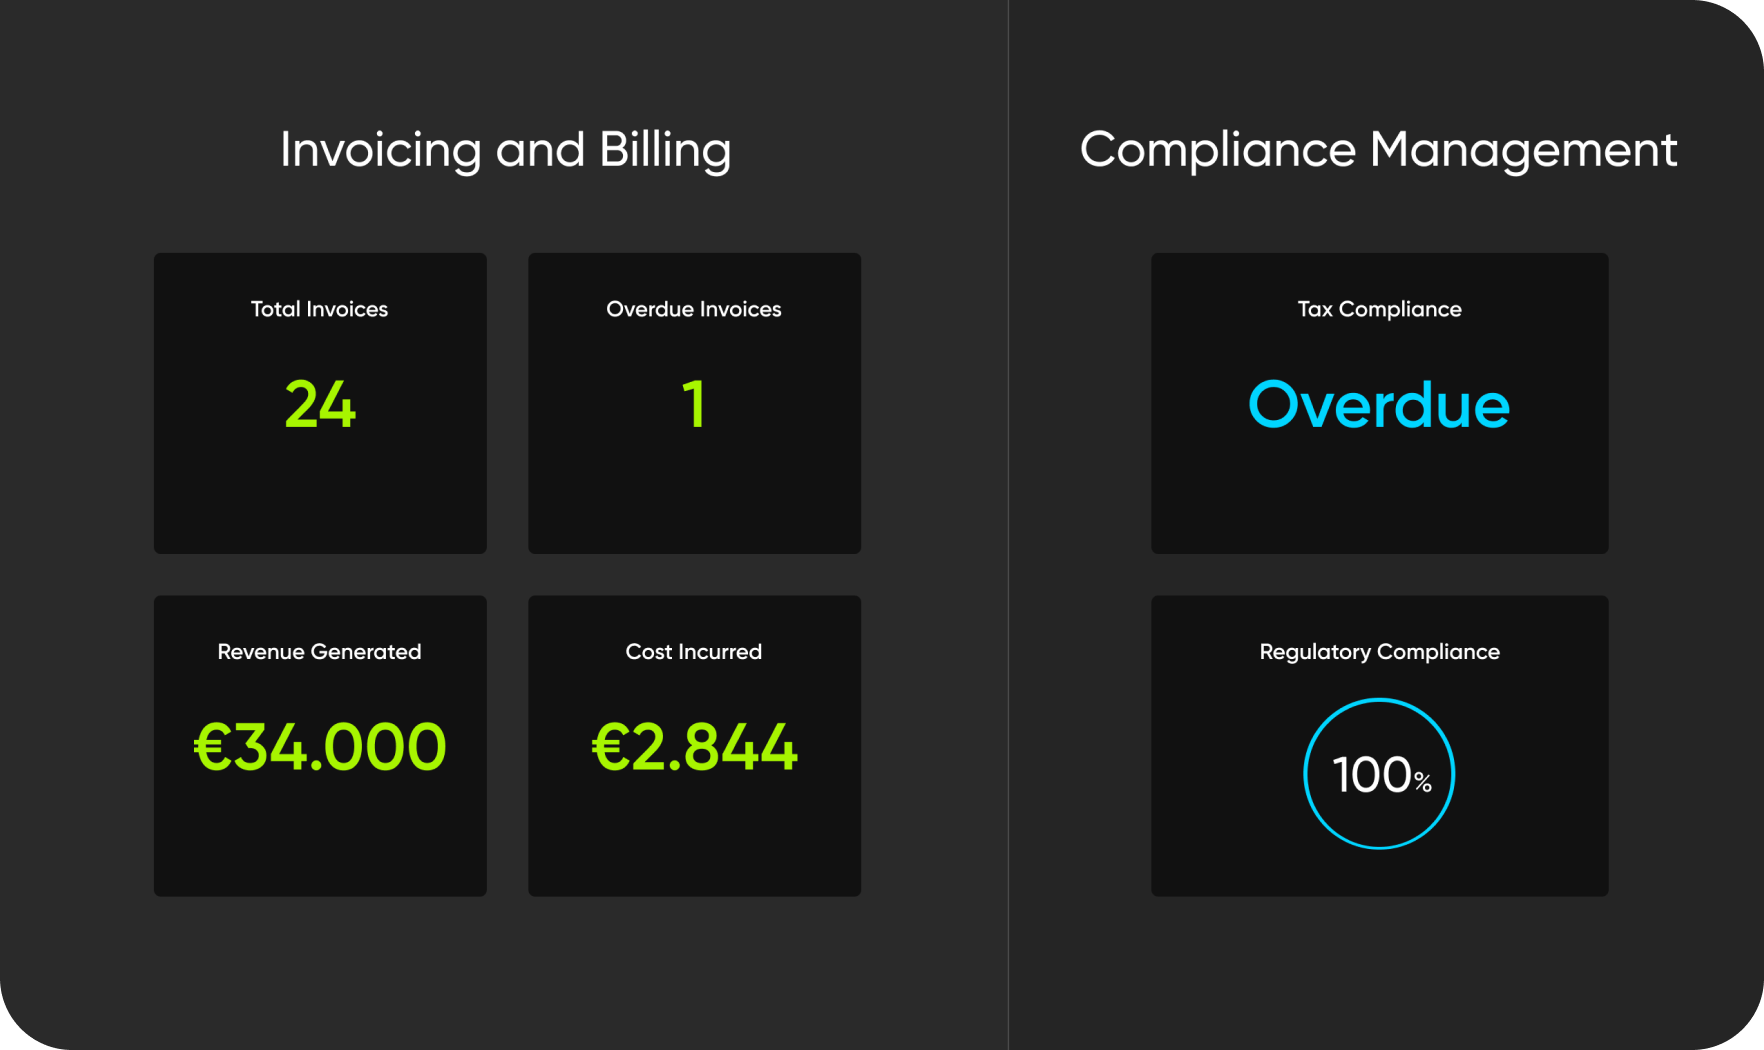 Invoicing and Billing
Total Invoices
24
Overdue Invoices
1
Revenue Generated
€34.000
Cost Incurred
€2.844
Compliance Management
Tax Compliance
Overdue
Regulatory Compliance
100%